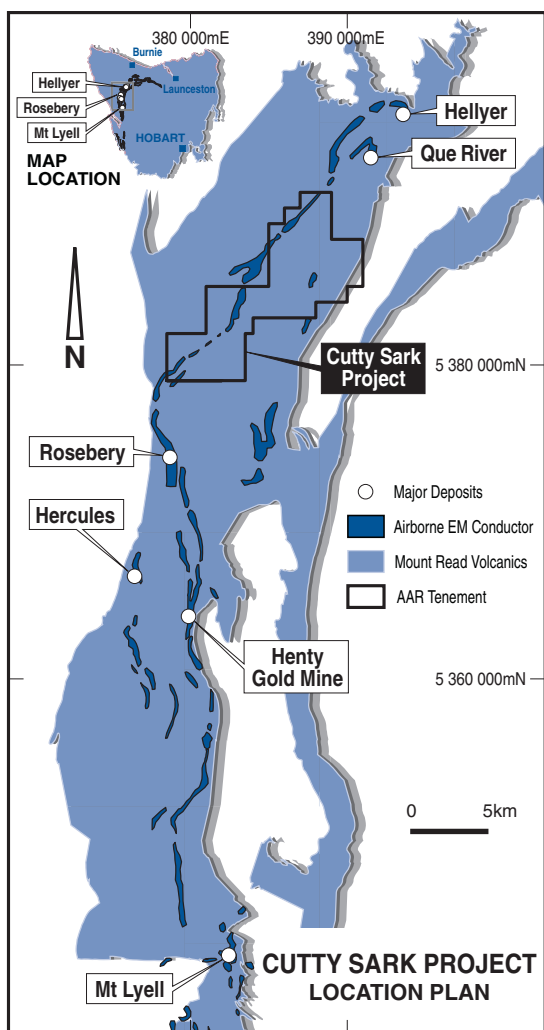 380 000mE
390 000mE
Burnie
Hellyer
Launceston
Rosebery
Mt Lyell
HOBART
MAP
LOCATION
Hellyer
Que River
N
Cutty Sark
Project
5 380 000mN
Rosebery
Major Deposits
Hercules
Airborne EM Conductor
Mount Read Volcanics
AAR Tenement
Henty
Gold Mine
5 360 000mN
0
5km
Mt Lyell
CUTTY SARK PROJECT
LOCATION PLAN